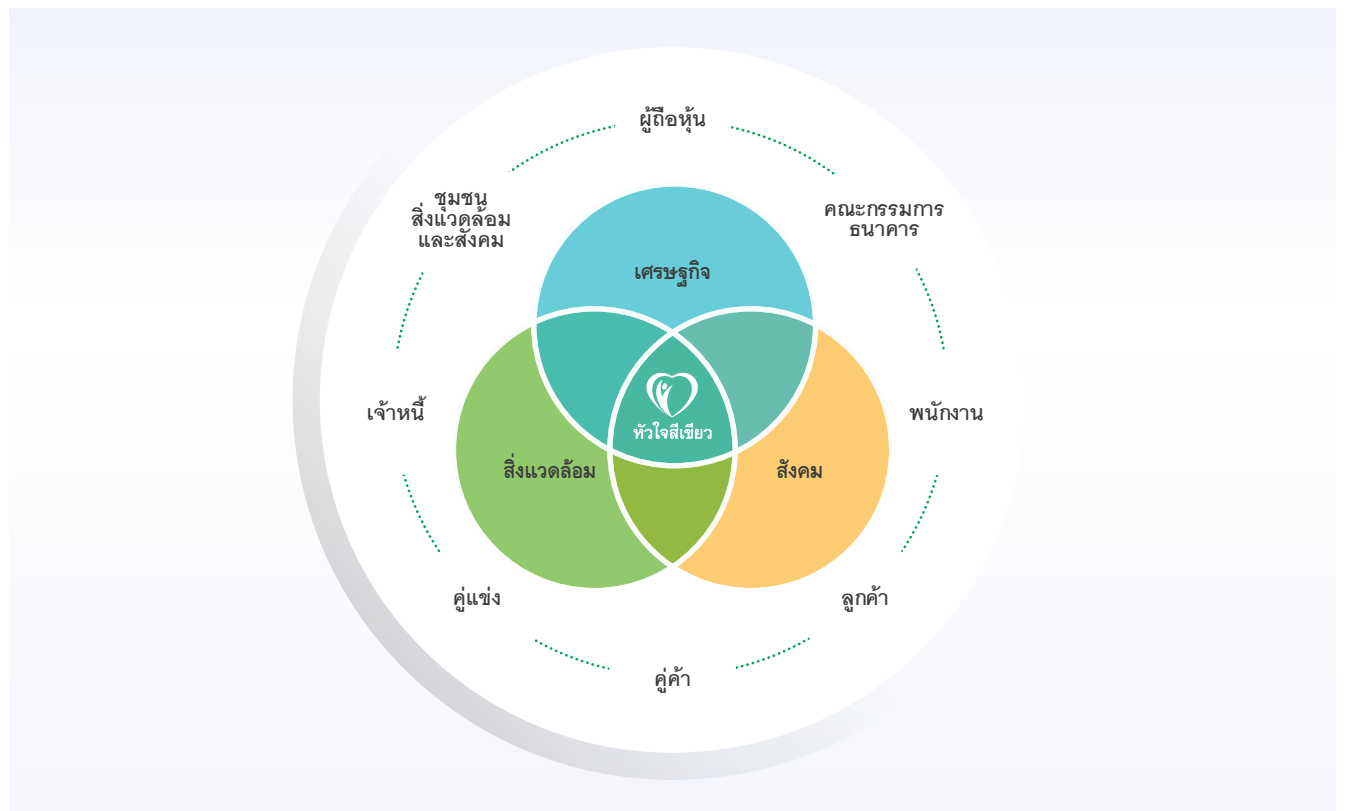 ผู้ถือหุ้น
ชุมชน
สิ่งแวดล้อม
และสังคม
คณะกรรมการ
ธนาคาร
เศรษฐกิจ
เจ้าหนี้
พนักงาน
หัวใจสีเขียว
สิ่งแวดล้อม
สังคม
คู่แข่ง
ลูกค้า
คู่ค้า